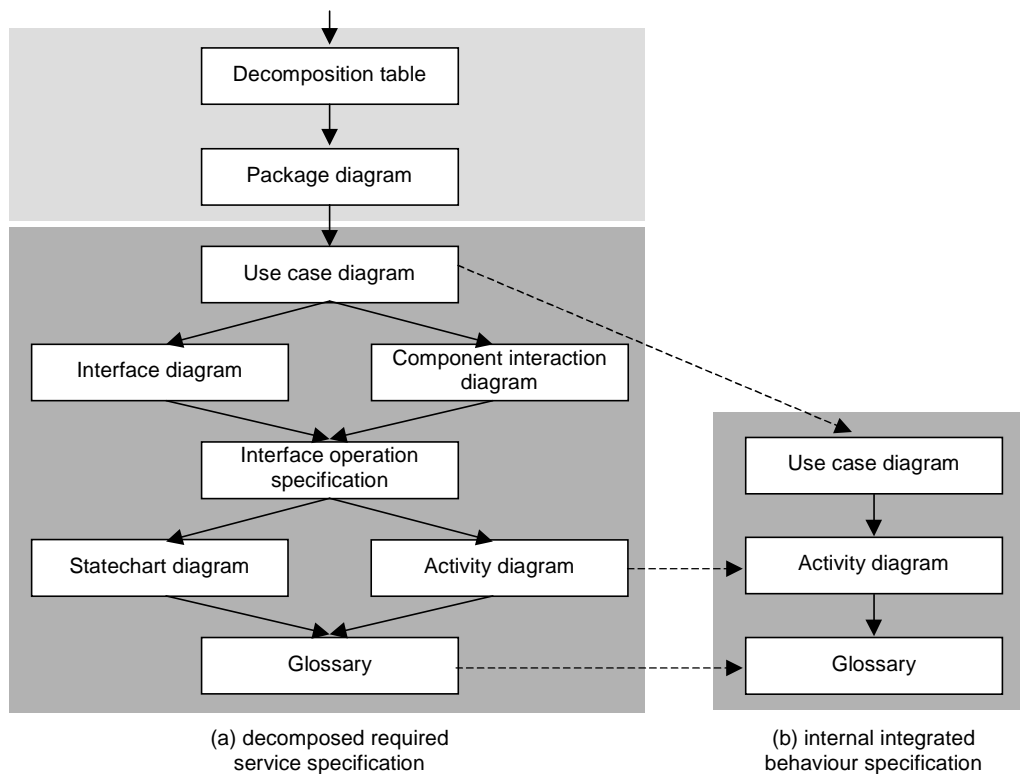 Decomposition table
Package diagram
Use case diagram
Interface diagram
Component interaction
diagram
Interface operation
specification
Statechart diagram
Activity diagram
Glossary
Use case diagram
Activity diagram
Glossary
(a) decomposed required
service specification
(b) internal integrated
behaviour specification